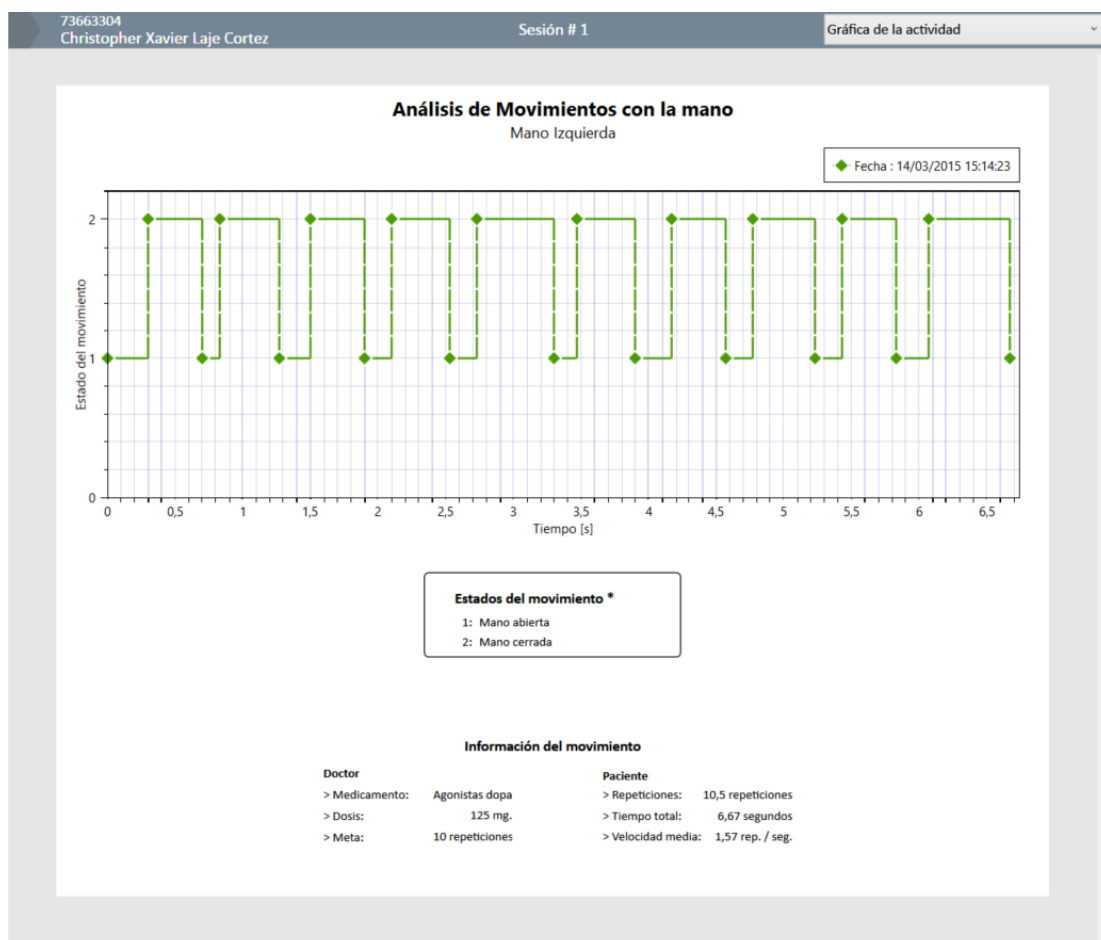 73663304
Christopher Xavier Laje Cortez
Sesión # 1
Gráfica de la actividad
Análisis de Movimientos con la mano
Mano Izquierda
Fecha : 14/03/2015 15:14:23
Estado del movimiento
2
1
0
0 0,5 1 1,5 2 2,5 3 3,5 4 4,5 5 5,5 6 6,5
Tiempo [s]
Estados del movimiento *
1: Mano abierta
2: Mano cerrada
Información del movimiento
Doctor
> Medicamento: Agonistas dopa
> Dosis: 125 mg.
> Meta: 10 repeticiones
Paciente
> Repeticiones: 10,5 repeticiones
> Tiempo total: 6,67 segundos
> Velocidad media: 1,57 rep. / seg.